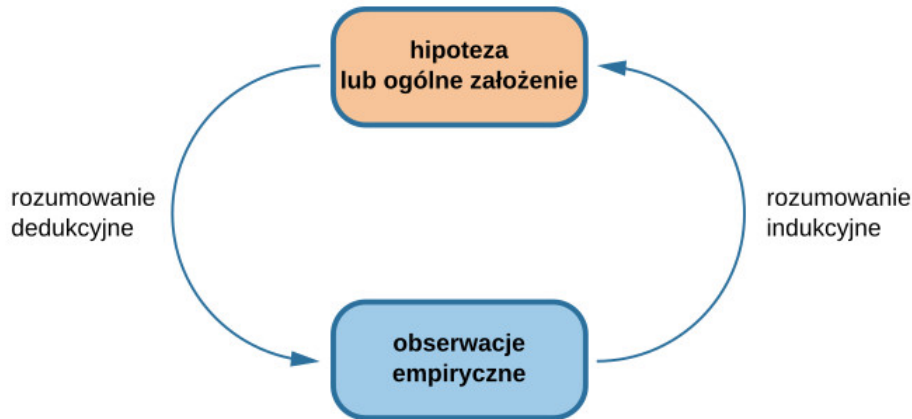 hipoteza
lub ogólne założenie
rozumowanie
dedukcyjne
rozumowanie
indukcyjne
obserwacje
empiryczne